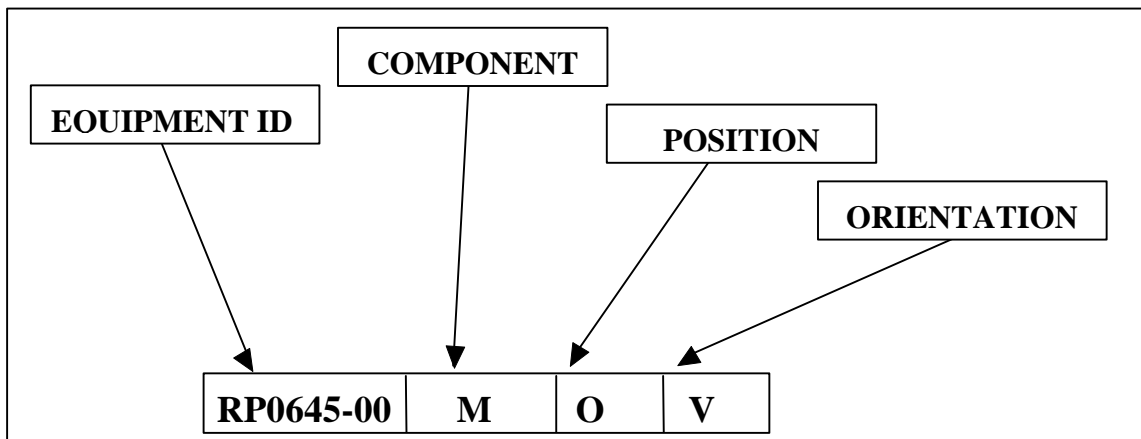 COMPONENT
EOUIPMENT ID
POSITION
ORIENTATION
RP0645-00 M O V